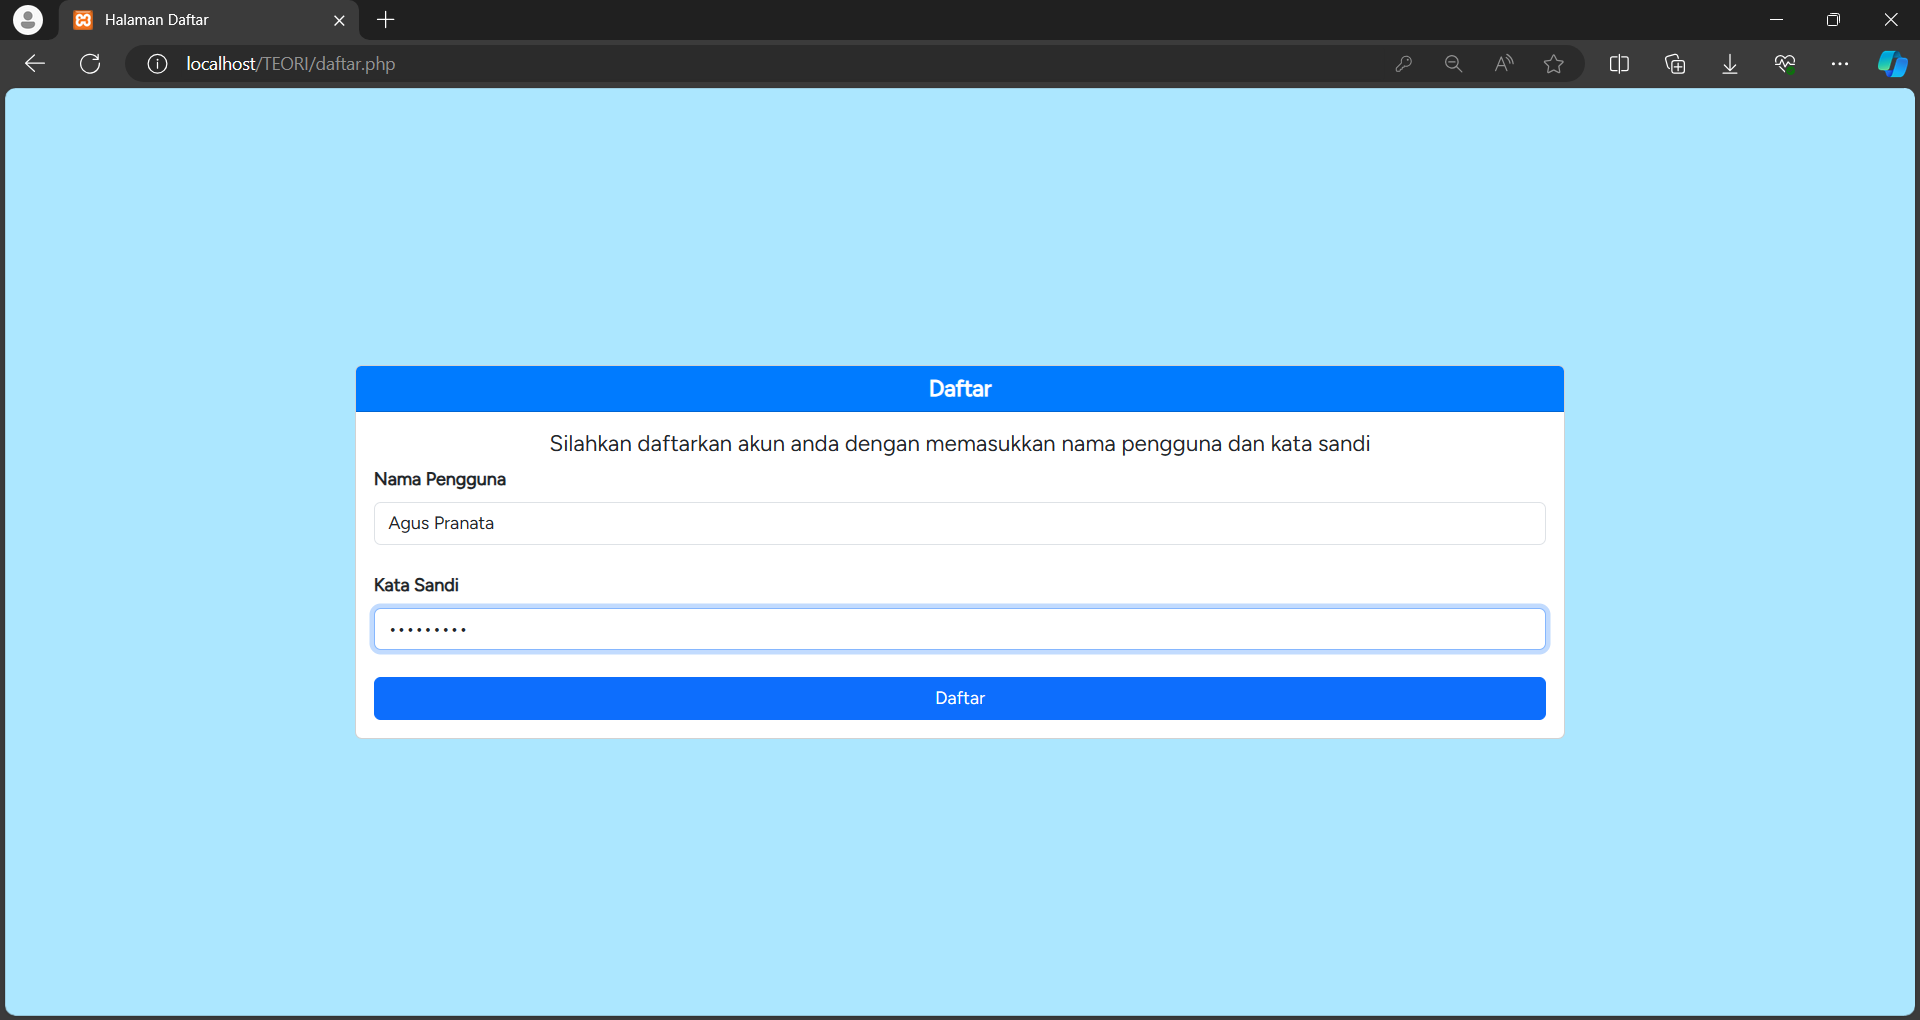 Halaman Daftar
localhost/TEORI/daftar.php
Daftar
Silahkan daftarkan akun anda dengan memasukkan nama pengguna dan kata sandi
Nama Pengguna
Agus Pranata
Kata Sandi
•••••••••
Daftar